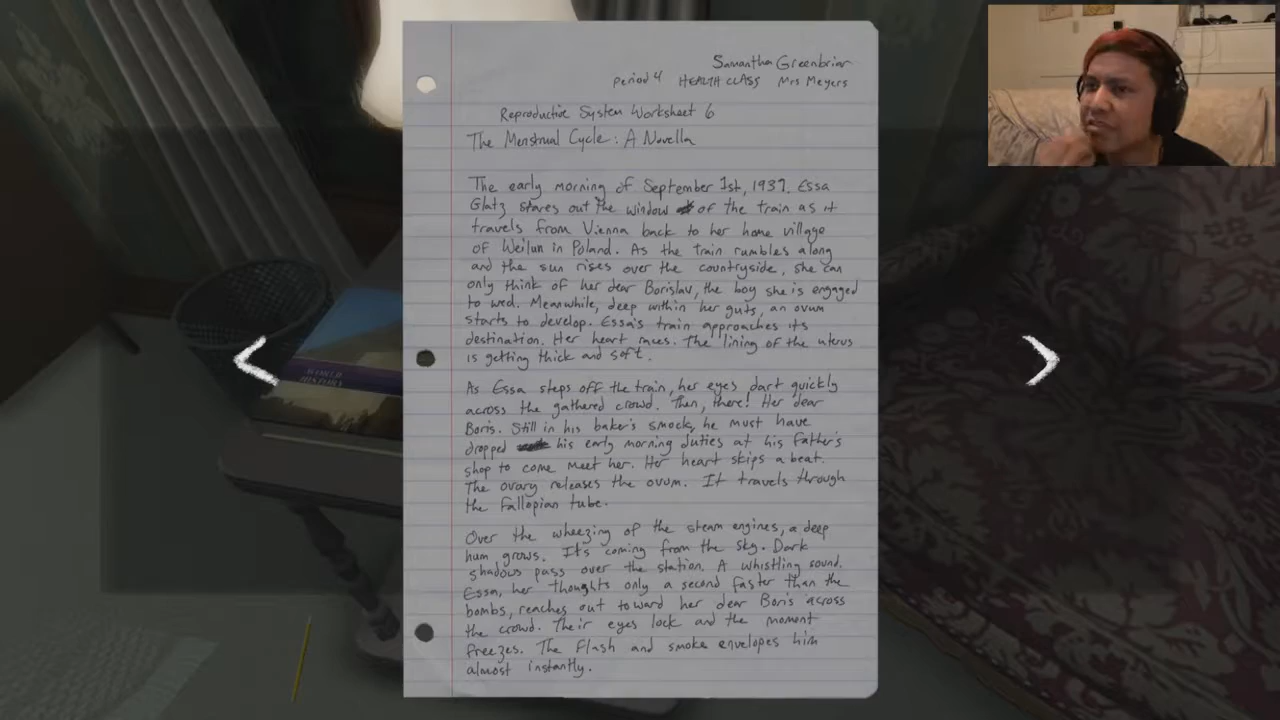 Samantha Greenbriar
Period 4 HEALTH CLASS Mrs Meyers
Reproductive System Worksheet 6
The Menstrual Cycle: A Novella
The early morning of September 1st, 1939. Essa
Glatz stares out the window of the train as it
travels from Vienna back to her home village
of Weilun in Poland. As the train rumbles along
and the sun rises over the countryside, she can
only think of her dear Borislav, the boy she is engaged
to wed. Meanwhile, deep within her guts, an ovum
starts to develop. Essa's train approaches its
destination. Her heart races. The lining of the uterus
is getting thick and soft.
As Essa steps off the train, her eyes dart quickly
across the gathered crowd. Then, there! Her dear
Boris. Still in his baker's smock, he must have
dropped his early morning duties at his father's
shop to come meet her. Her heart skips a beat.
The ovary releases the ovum. It travels through
the fallopian tube.
Over the wheezing of the steam engines, a deep
hum grows. It's coming from the sky. Dark
shadows pass over the station. A whistling sound.
Essa, her thoughts only a second faster than the
bombs, reaches out toward her dear Boris across
the crowd. Their eyes lock and the moment
freezes. The flash and smoke envelopes him
almost instantly.
WORLD
HISTORY